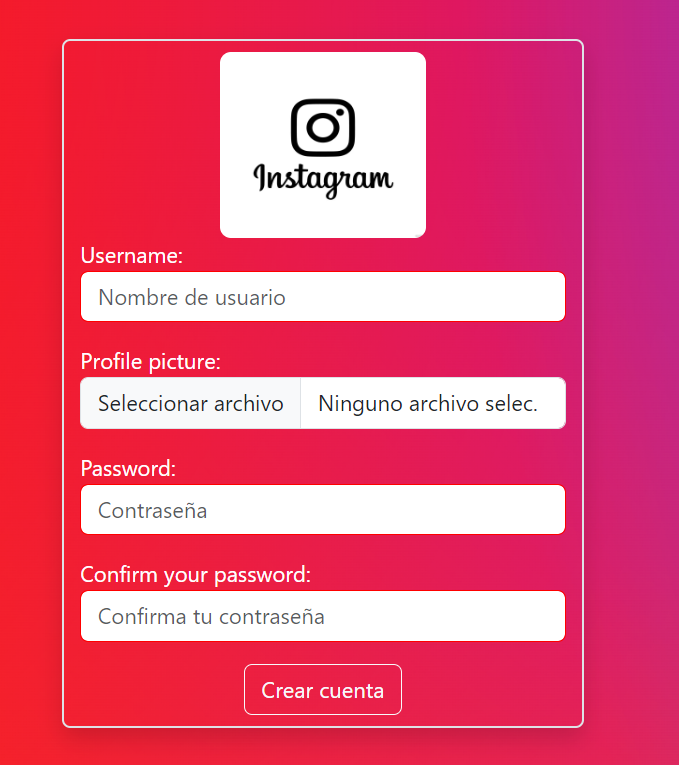 Instagram
Username:
Nombre de usuario
Profile picture:
Seleccionar archivo Ninguno archivo selec.
Password:
Contraseña
Confirm your password:
Confirma tu contraseña
Crear cuenta